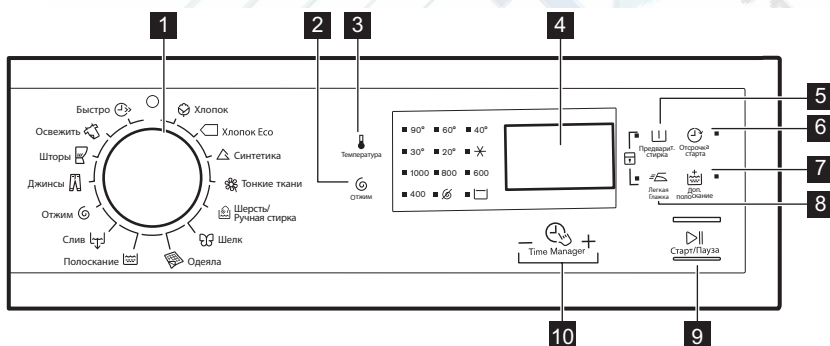 1
2
3
4
5
6
7
8
9
10
Быстро
Освежить
Шторы
Джинсы
Отжим
Слив
Полоскание
Хлопок
Хлопок Eco
Синтетика
Тонкие ткани
Шерсть/
Ручная стирка
Шелк
Одеяла
Температура
Отжим
90° 60° 40°
30° 20°
1000 800 600
400
Предварит.
стирка
Отсрочка
старта
Легкая
Глажка
Доп.
полоскание
– Time Manager +
Старт/Пауза